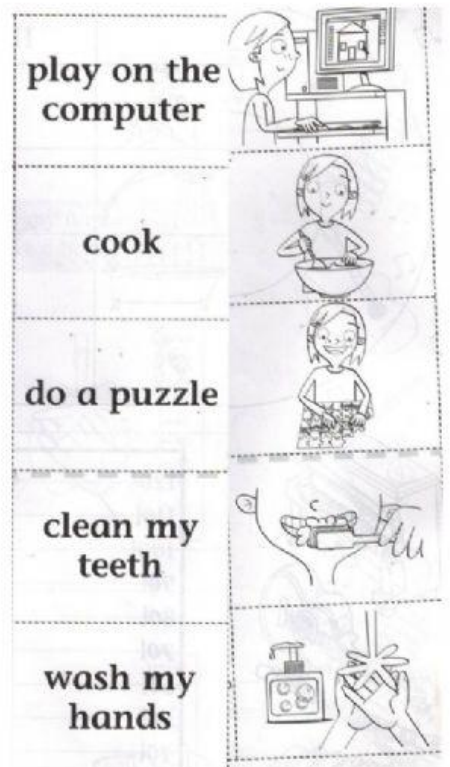 play on the
computer
cook
do a puzzle
clean my
teeth
wash my
hands